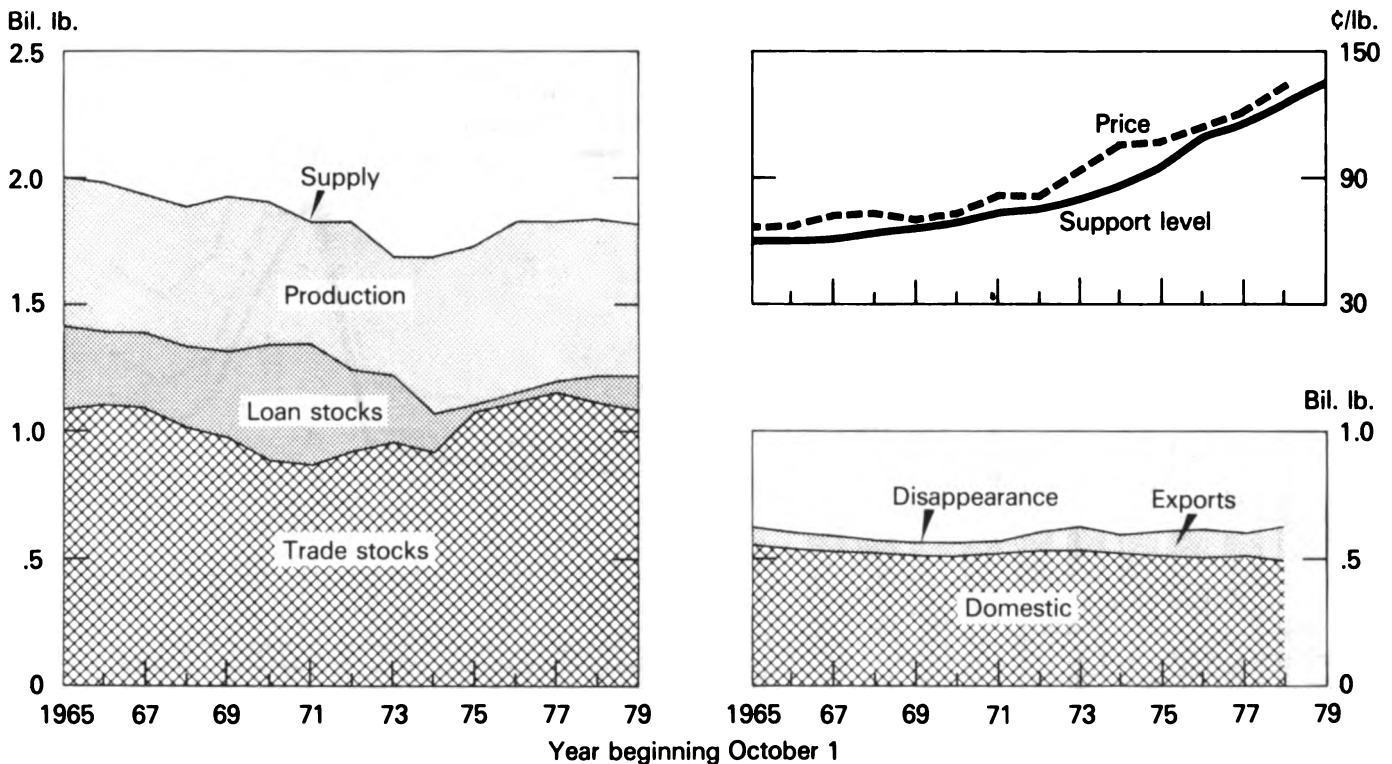 Bil. lb.
2.5
2.0
1.5
1.0
.5
0
Supply
Production
Loan stocks
Trade stocks
1965 67 69 71 73 75 77 79
¢/lb.
150
90
30
Price
Support level
Bil. lb.
1.0
.5
0
Disappearance
Exports
Domestic
1965 67 69 71 73 75 77 79
Year beginning October 1